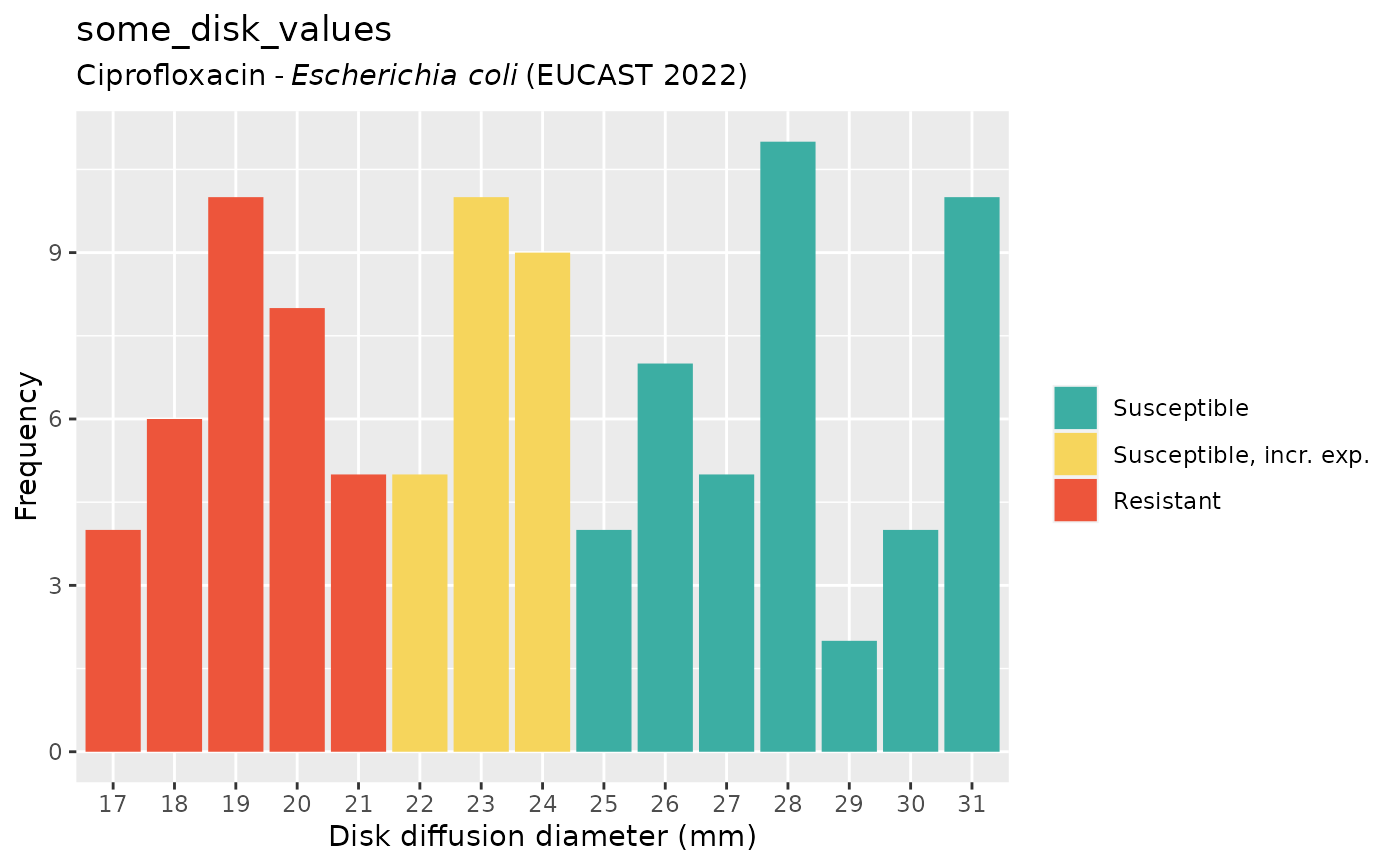 some_disk_values
Ciprofloxacin - Escherichia coli (EUCAST 2022)
Frequency
9
6
3
0
17 18 19 20 21 22 23 24 25 26 27 28 29 30 31
Disk diffusion diameter (mm)
Susceptible
Susceptible, incr. exp.
Resistant